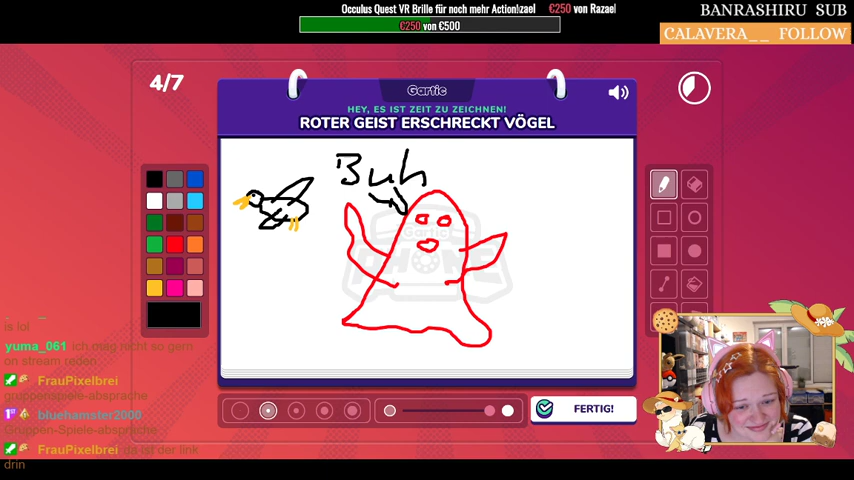 Occulus Quest VR Brille für noch mehr Action!zael €250 von Razael
€250 von €500
BANRASHIRU SUB
CALAVERA__ FOLLOW
4/7
Gartic
HEY, ES IST ZEIT ZU ZEICHNEN!
ROTER GEIST ERSCHRECKT VÖGEL
Buh
Gartic
PHONE
is lol
yuma_061 ich mag nicht so gern
on stream reden
FrauPixelbrei
gruppenspiele-absprache
bluehamster2000
Gruppen-Spiele-Absprache
FrauPixelbrei da ist der link
drin
FERTIG!